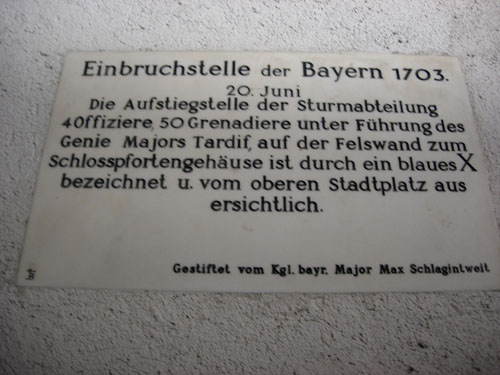 Einbruchstelle der Bayern 1703.
20. Juni
Die Aufstiegstelle der Sturmabteilung
4Offiziere, 50 Grenadiere unter Führung des
Genie Majors Tardif, auf der Felswand zum
Schlosspfortengehäuse ist durch ein blaues X
bezeichnet u. vom oberen Stadtplatz aus
ersichtlich.
Gestiftet vom Kgl. bayr. Major Max Schlagintweit